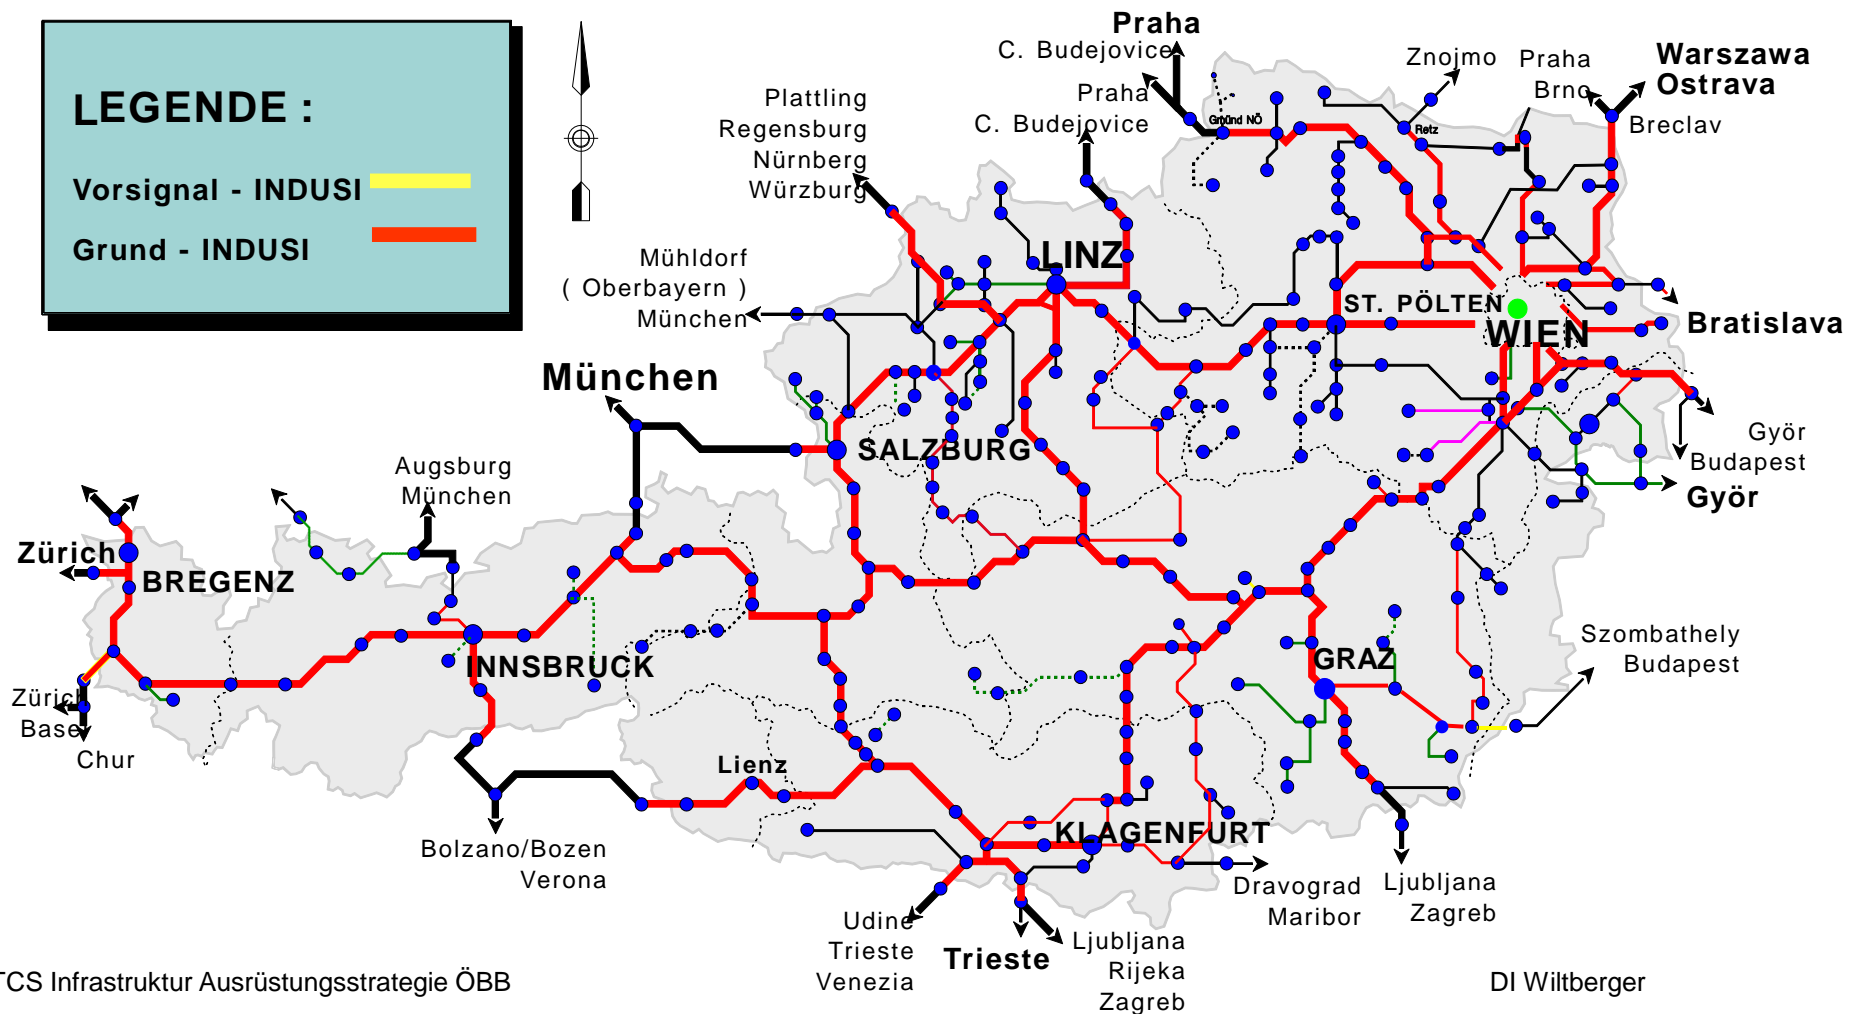 LEGENDE :
Vorsignal - INDUSI
Grund - INDUSI
Praha
C. Budejovice
Praha
C. Budejovice
Plattling
Regensburg
Nürnberg
Würzburg
Mühldorf
( Oberbayern )
München
Znojmo
Praha
Brno
Warszawa
Ostrava
Breclav
Gmünd NÖ
Retz
LINZ
ST. PÖLTEN
WIEN
Bratislava
München
SALZBURG
Augsburg
München
Györ
Budapest
Györ
Zürich
BREGENZ
INNSBRUCK
GRAZ
Szombathely
Budapest
Zürich
Basel
Chur
Lienz
KLAGENFURT
Bolzano/Bozen
Verona
Dravograd
Maribor
Ljubljana
Zagreb
Udine
Trieste
Venezia
Trieste
Ljubljana
Rijeka
Zagreb
TCS Infrastruktur Ausrüstungsstrategie ÖBB
DI Wiltberger